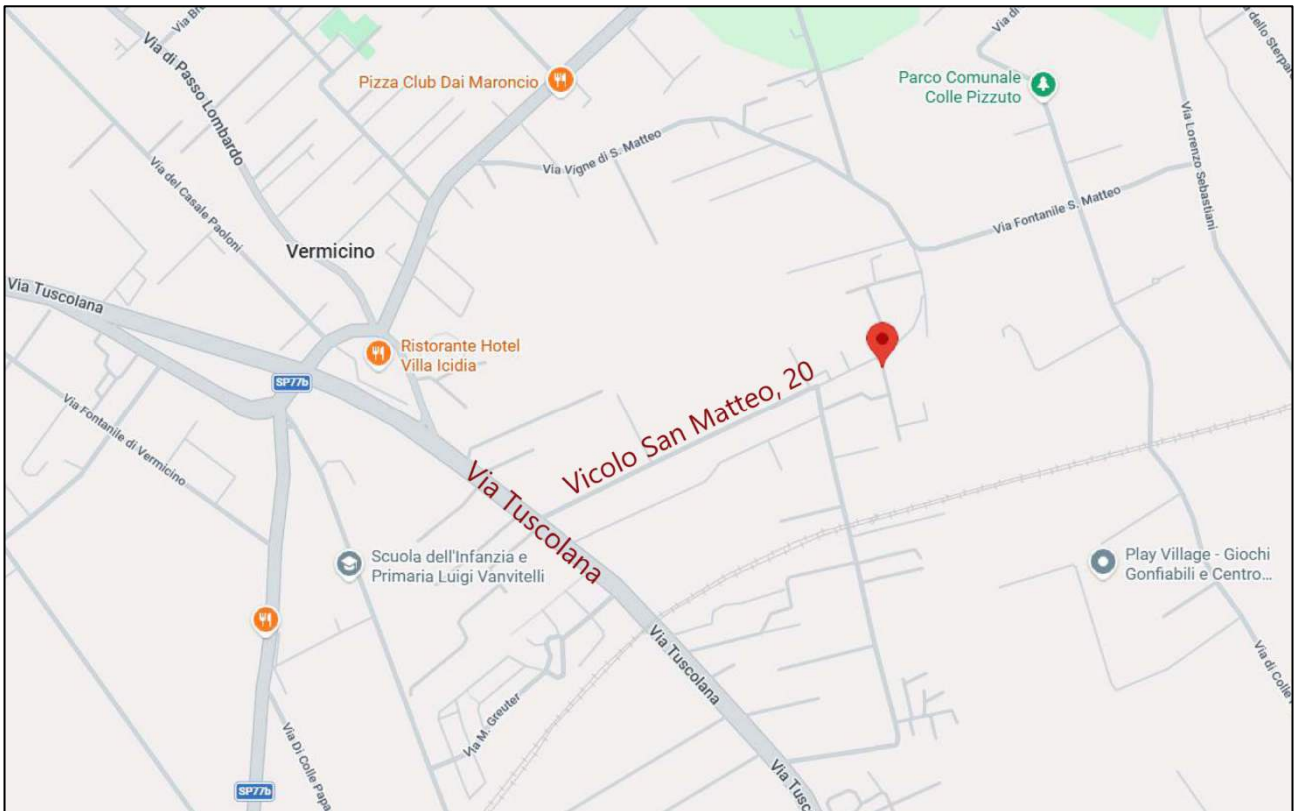 Via di Passo Lombardo
Pizza Club Dai Maroncio
Parco Comunale
Colle Pizzuto
Via Lorenzo Sebastiani
Via Vigne di S. Matteo
Via del Casale Paoloni
Via Fontanile S. Matteo
Vermicino
Via Tuscolana
Ristorante Hotel
Villa Icidia
SP77b
Vicolo San Matteo, 20
Via Fontanile di Vermicino
Via Tuscolana
Scuola dell'Infanzia e
Primaria Luigi Vanvitelli
Play Village - Giochi
Gonfiabili e Centro...
Via Tuscolana
Via M. Greuter
Via Di Colle Papa
Via di Colle
Via Tusc
SP77b